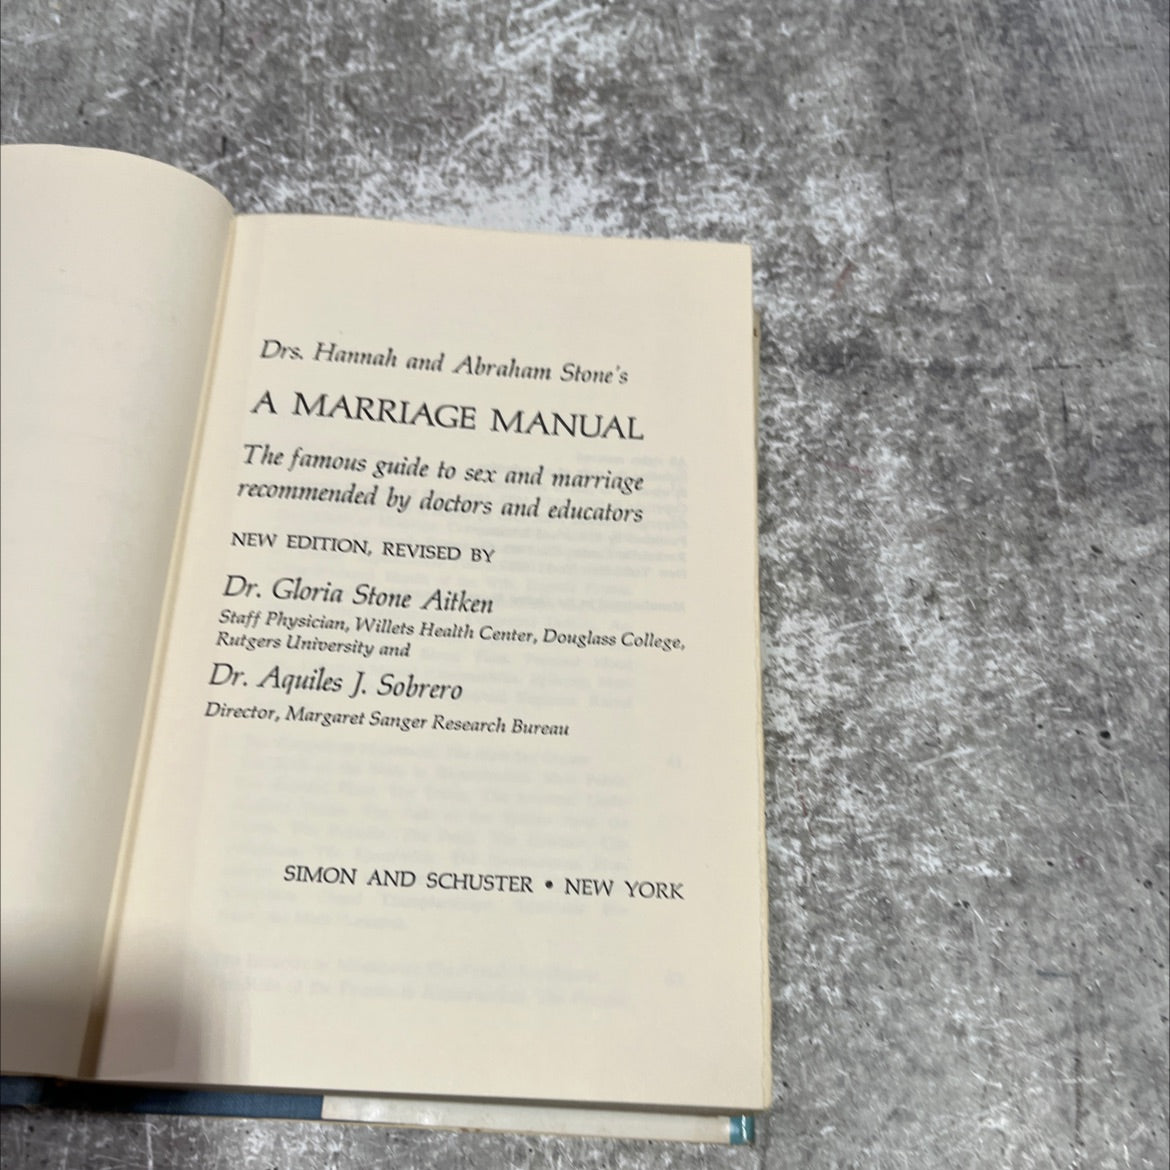 Drs. Hannah and Abraham Stone's
A MARRIAGE MANUAL
The famous guide to sex and marriage
recommended by doctors and educators
NEW EDITION, REVISED BY
Dr. Gloria Stone Aitken
Staff Physician, Willets Health Center, Douglass College,
Rutgers University and
Dr. Aquiles J. Sobrero
Director, Margaret Sanger Research Bureau
SIMON AND SCHUSTER • NEW YORK